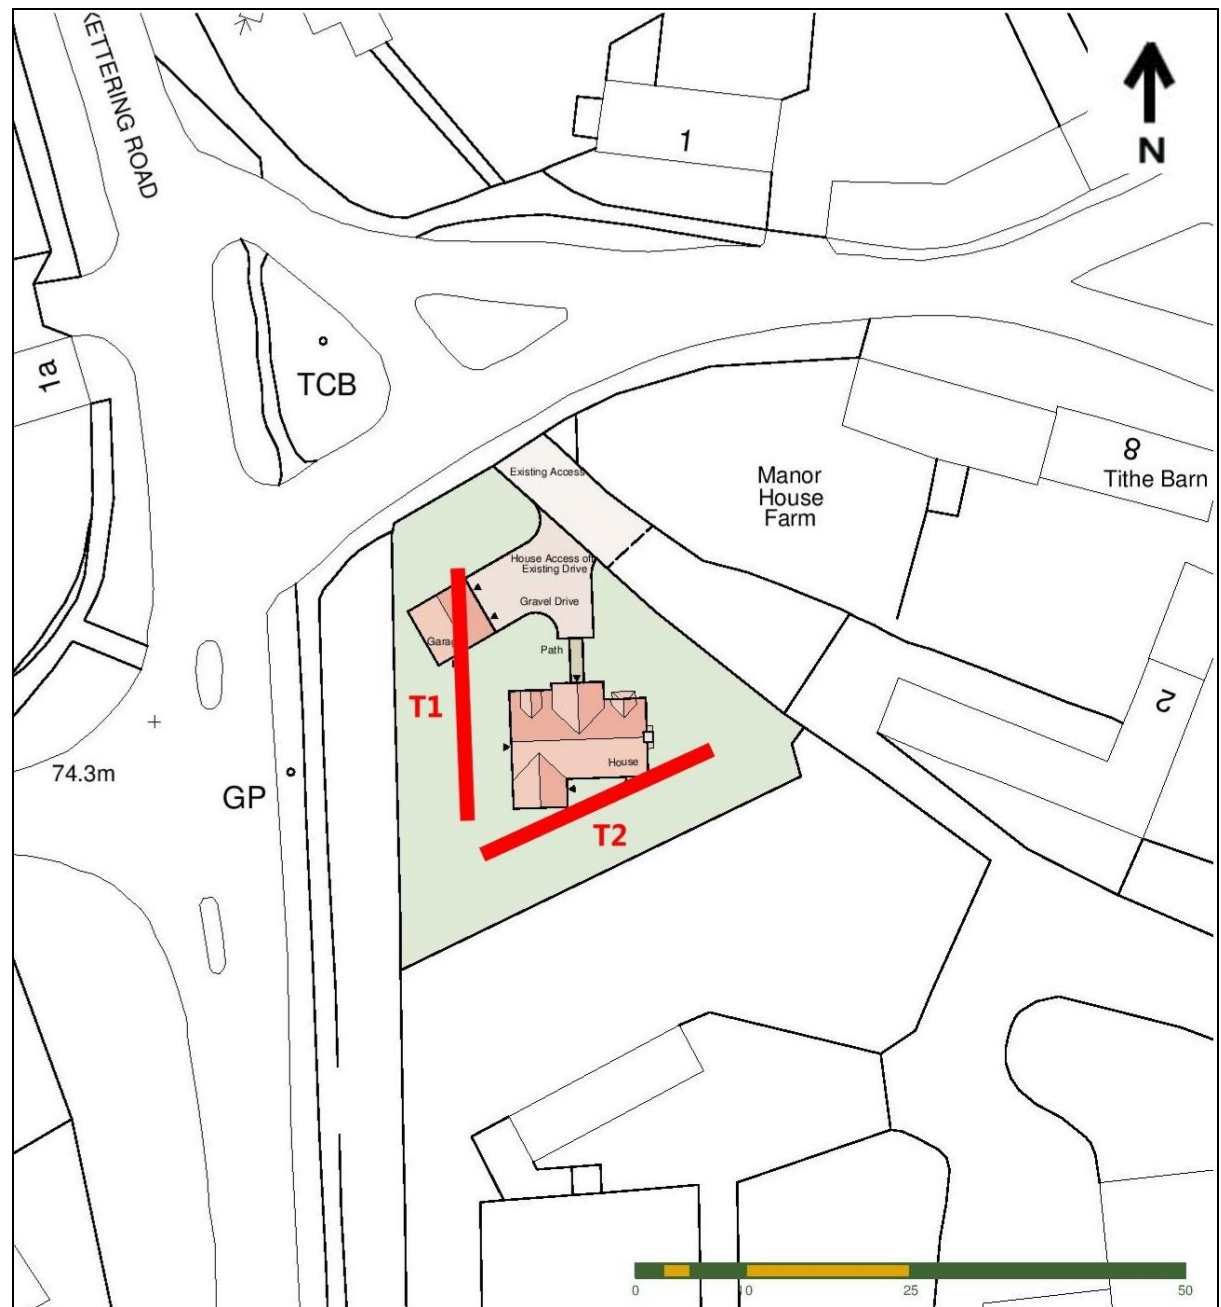 KETTERING ROAD
1
N
1a
TCB
Existing Access
Manor
House
Farm
8
Tithe Barn
House Access off
Existing Drive
Gravel Drive
Path
T1
2
House
74.3m
GP
T2
0
25
50